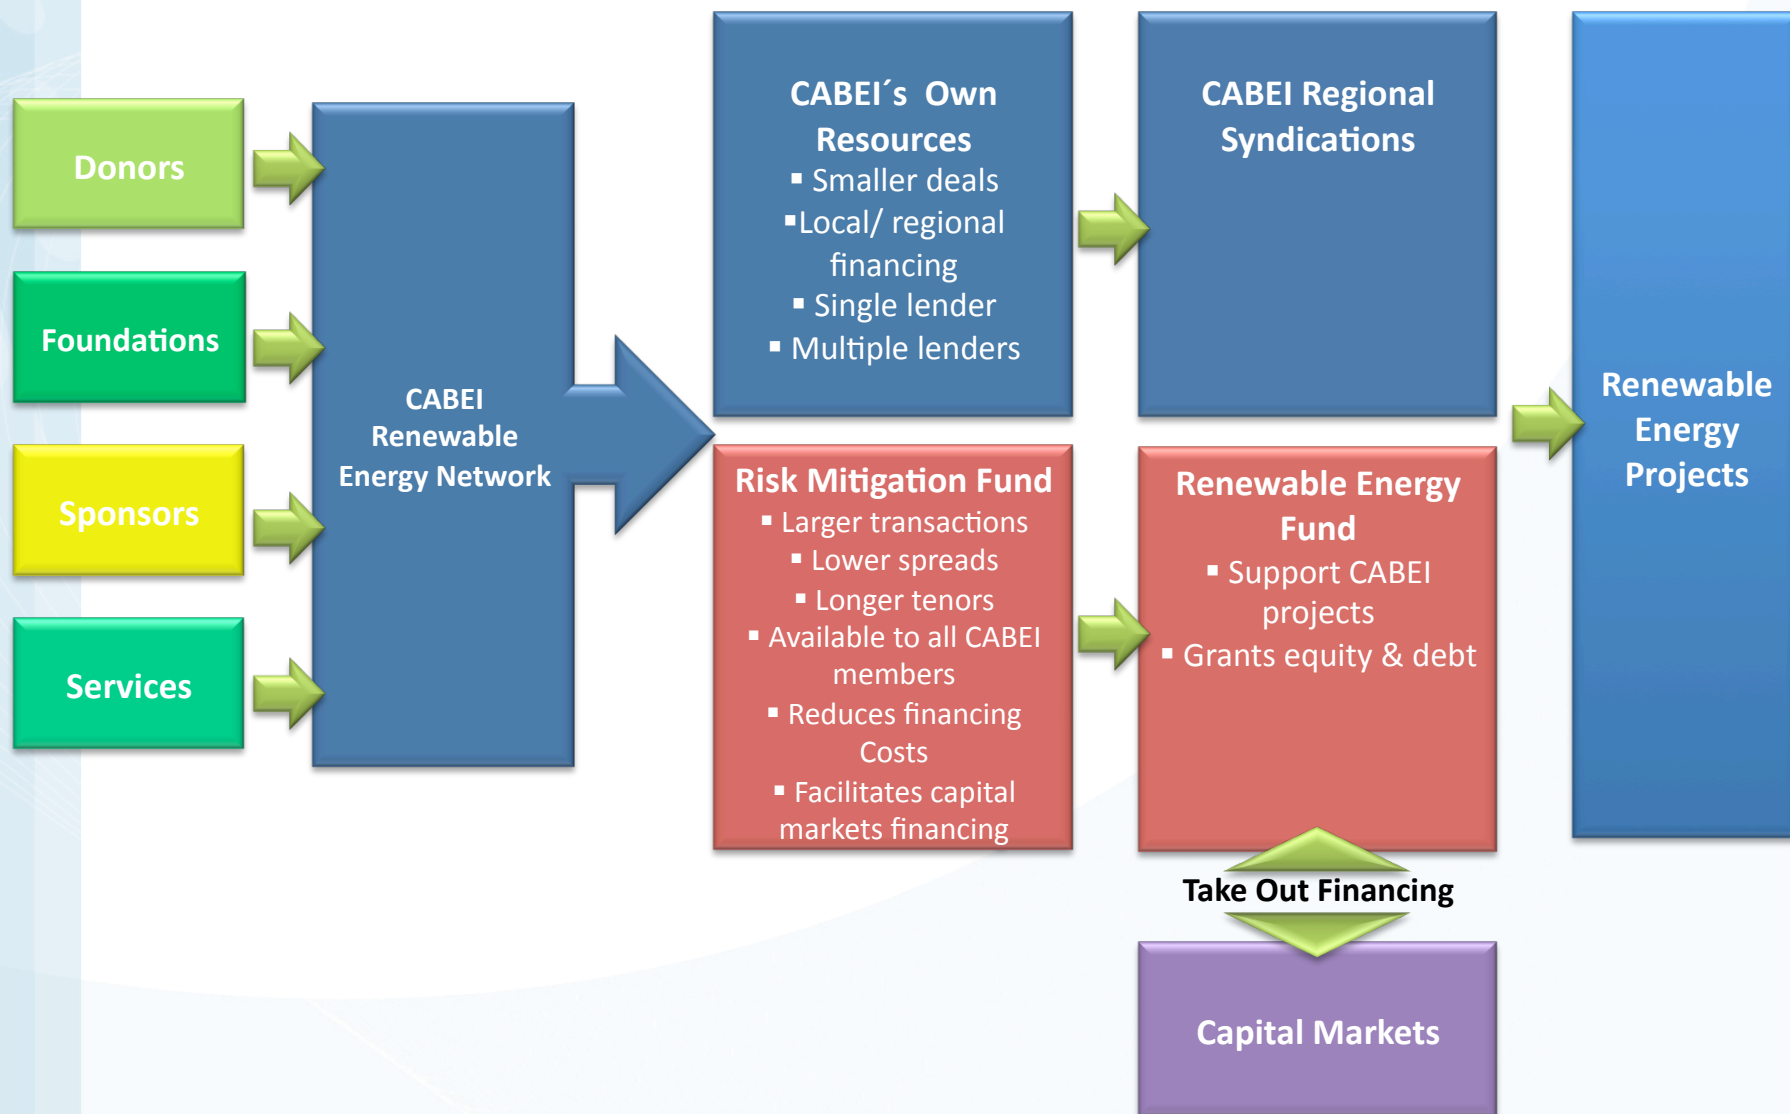 Donors
Foundations
Sponsors
Services
CABEI
Renewable
Energy Network
CABEI´s Own
Resources
▪ Smaller deals
▪Local/ regional
financing
▪ Single lender
▪ Multiple lenders
Risk Mitigation Fund
▪ Larger transactions
▪ Lower spreads
▪ Longer tenors
▪ Available to all CABEI
members
▪ Reduces financing
Costs
▪ Facilitates capital
markets financing
CABEI Regional
Syndications
Renewable Energy
Fund
▪ Support CABEI
projects
▪ Grants equity & debt
Take Out Financing
Capital Markets
Renewable
Energy
Projects